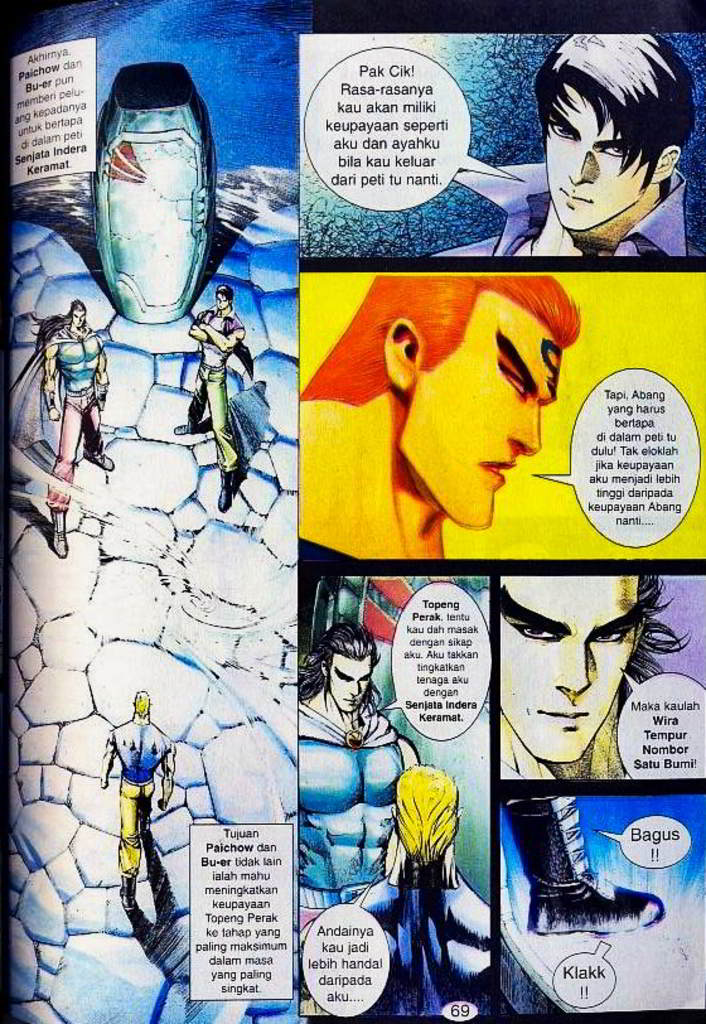 Akhirnya,
Paichow dan
Bu-er pun
memberi pelu-
ang kepadanya
untuk bertapa
di dalam peti
Senjata Indera
Keramat.
Pak Cik!
Rasa-rasanya
kau akan miliki
keupayaan seperti
aku dan ayahku
bila kau keluar
dari peti tu nanti.
Tapi, Abang
yang harus
bertapa
di dalam peti tu
dulu! Tak eloklah
jika keupayaan
aku menjadi lebih
tinggi daripada
keupayaan Abang
nanti....
Topeng
Perak, tentu
kau dah masak
dengan sikap
aku. Aku takkan
tingkatkan
tenaga aku
dengan
Senjata Indera
Keramat.
Maka kaulah
Wira
Tempur
Nombor
Satu Bumi!
Tujuan
Paichow dan
Bu-er tidak lain
ialah mahu
meningkatkan
keupayaan
Topeng Perak
ke tahap yang
paling maksimum
dalam masa
yang paling
singkat.
Andainya
kau jadi
lebih handal
daripada
aku....
Bagus
!!
Klakk
!!
69